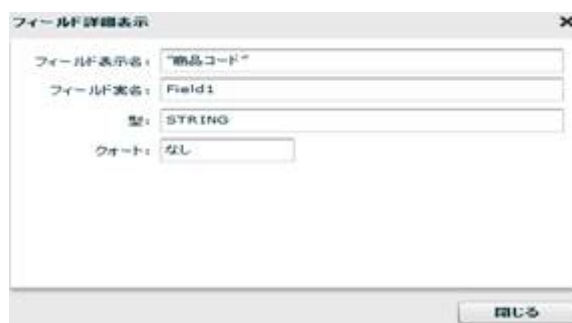 フィールド詳細表示
フィールド表示名: "商品コード"
フィールド実名: Field1
型: STRING
クォート: なし
閉じる